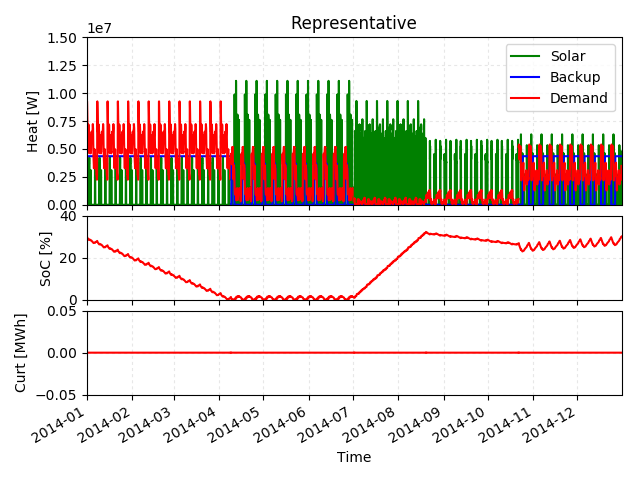 Representative
1e7
1.50
1.25
1.00
0.75
0.50
0.25
0.00
Heat [W]
Solar
Backup
Demand
40
20
0
SoC [%]
0.05
0.00
−0.05
Curt [MWh]
2014-01
2014-02
2014-03
2014-04
2014-05
2014-06
2014-07
2014-08
2014-09
2014-10
2014-11
2014-12
Time